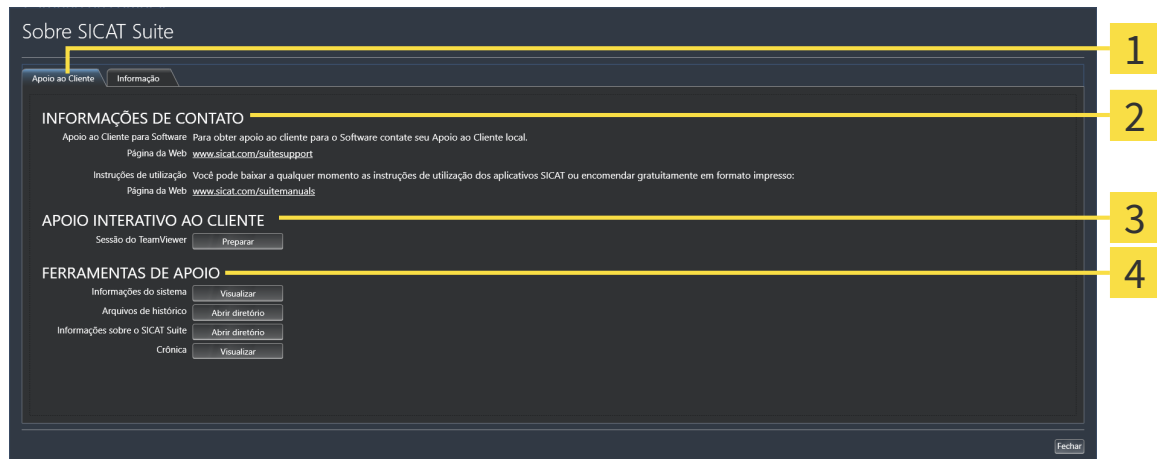 Sobre SICAT Suite
1
Apoio ao Cliente Informação
2
INFORMAÇÕES DE CONTATO
Apoio ao Cliente para Software Para obter apoio ao cliente para o Software contate seu Apoio ao Cliente local.
Página da Web www.sicat.com/suitesupport
Instruções de utilização Você pode baixar a qualquer momento as instruções de utilização dos aplicativos SICAT ou encomendar gratuitamente em formato impresso:
Página da Web www.sicat.com/suitemanuals
APOIO INTERATIVO AO CLIENTE
3
Sessão do TeamViewer Preparar
FERRAMENTAS DE APOIO
4
Informações do sistema Visualizar
Arquivos de histórico Abrir diretório
Informações sobre o SICAT Suite Abrir diretório
Crônica Visualizar
Fechar